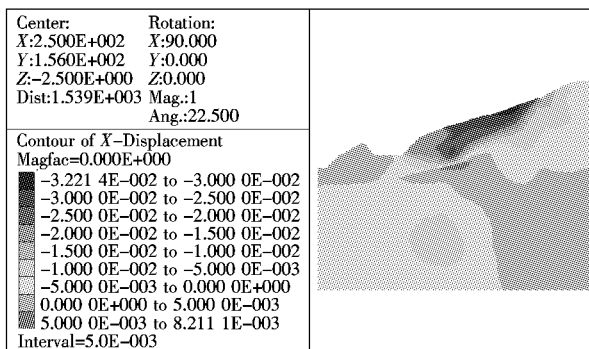 Center: Rotation:
X:2.500E+002 X:90.000
Y:1.560E+002 Y:0.000
Z:−2.500E+000 Z:0.000
Dist:1.539E+003 Mag.:1
Ang.:22.500
Contour of X−Displacement
Magfac=0.000E+000
−3.221 4E−002 to −3.000 0E−002
−3.000 0E−002 to −2.500 0E−002
−2.500 0E−002 to −2.000 0E−002
−2.000 0E−002 to −1.500 0E−002
−1.500 0E−002 to −1.000 0E−002
−1.000 0E−002 to −5.000 0E−003
−5.000 0E−003 to 0.000 0E+000
0.000 0E+000 to 5.000 0E−003
5.000 0E−003 to 8.211 1E−003
Interval=5.0E−003